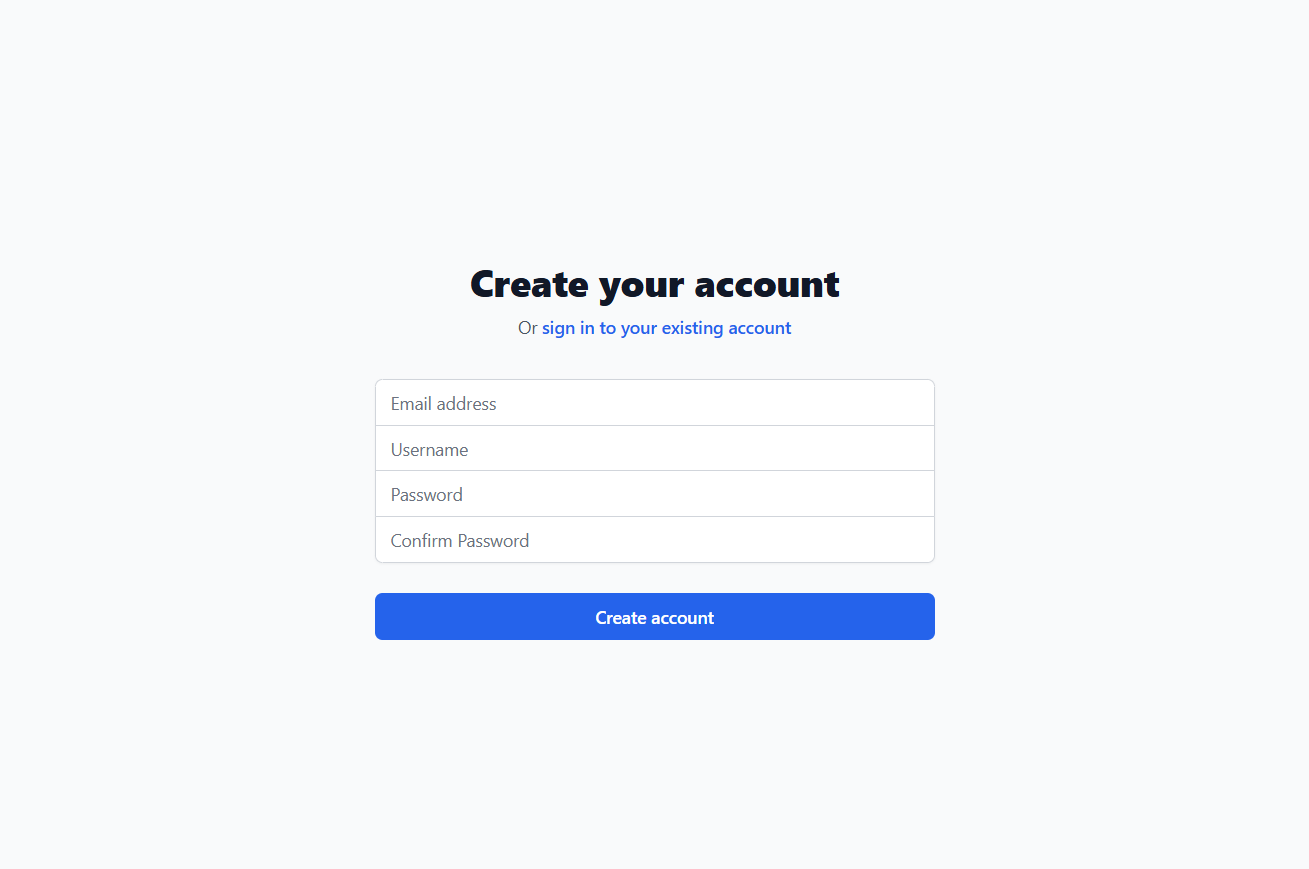 Create your account
Or sign in to your existing account
Email address
Username
Password
Confirm Password
Create account